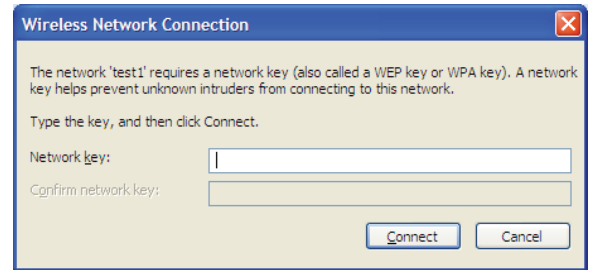 Wireless Network Connection
The network 'test1' requires a network key (also called a WEP key or WPA key). A network
key helps prevent unknown intruders from connecting to this network.
Type the key, and then click Connect.
Network key:
Confirm network key:
Connect Cancel